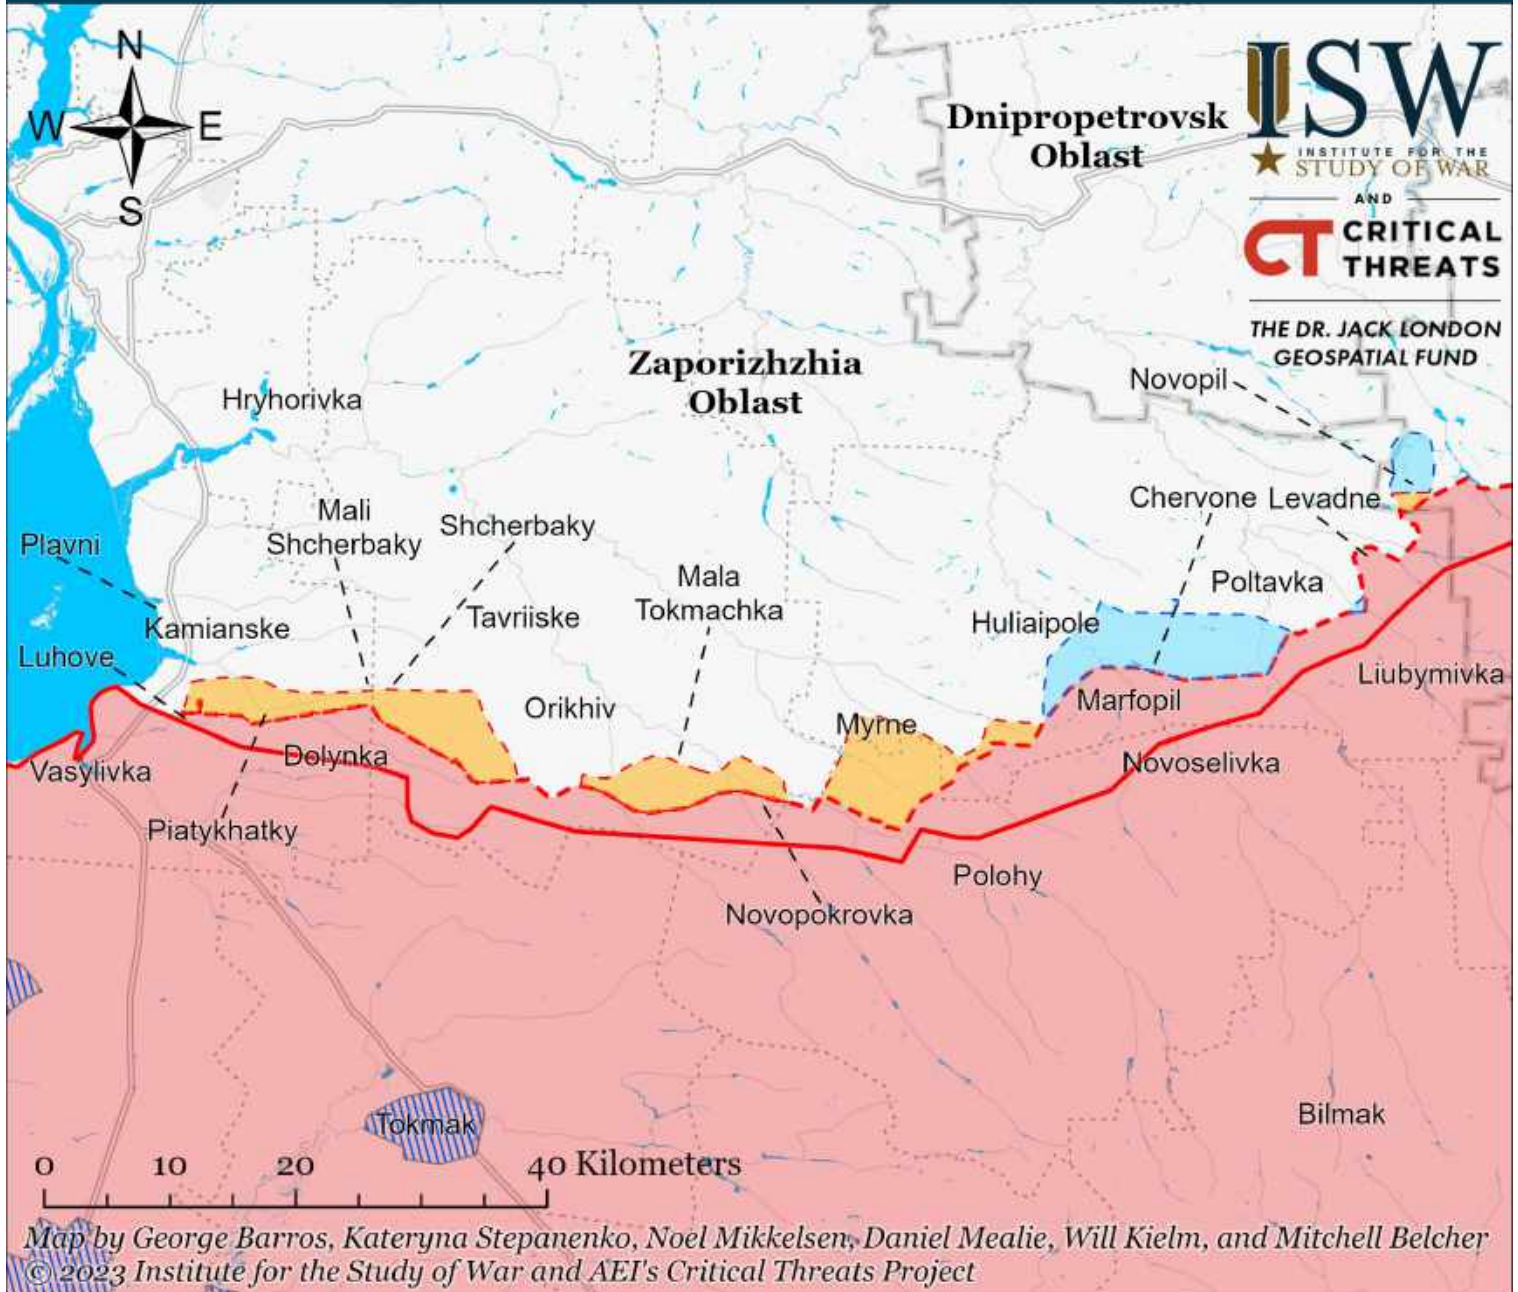 N
W E
S
ISW
INSTITUTE FOR THE
STUDY OF WAR
AND
CT CRITICAL
THREATS
THE DR. JACK LONDON
GEOSPATIAL FUND
Dnipropetrovsk
Oblast
Zaporizhzhia
Oblast
Novopil
Hryhorivka
Chervone
Levadne
Mali
Shcherbaky
Shcherbaky
Plavni
Mala
Tokmachka
Poltavka
Tavriiske
Huliaipole
Kamianske
Luhove
Liubymivka
Marfopil
Orikhiv
Myrne
Dolynka
Novoselivka
Vasylivka
Piatykhatky
Polohy
Novopokrovka
Tokmak
Bilmak
0 10 20 40 Kilometers
Map by George Barros, Kateryna Stepanenko, Noel Mikkelsen, Daniel Mealie, Will Kielm, and Mitchell Belcher
© 2023 Institute for the Study of War and AEI's Critical Threats Project